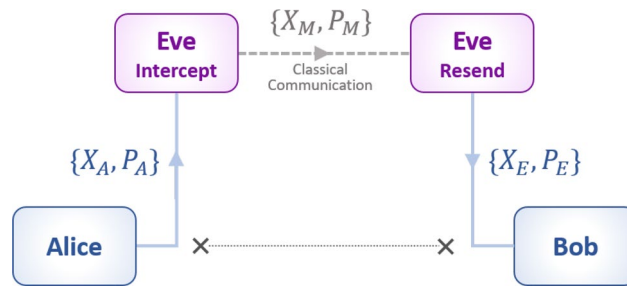 {X_M, P_M}
Eve
Intercept
Classical
Communication
Eve
Resend
{X_A, P_A}
{X_E, P_E}
Alice
Bob